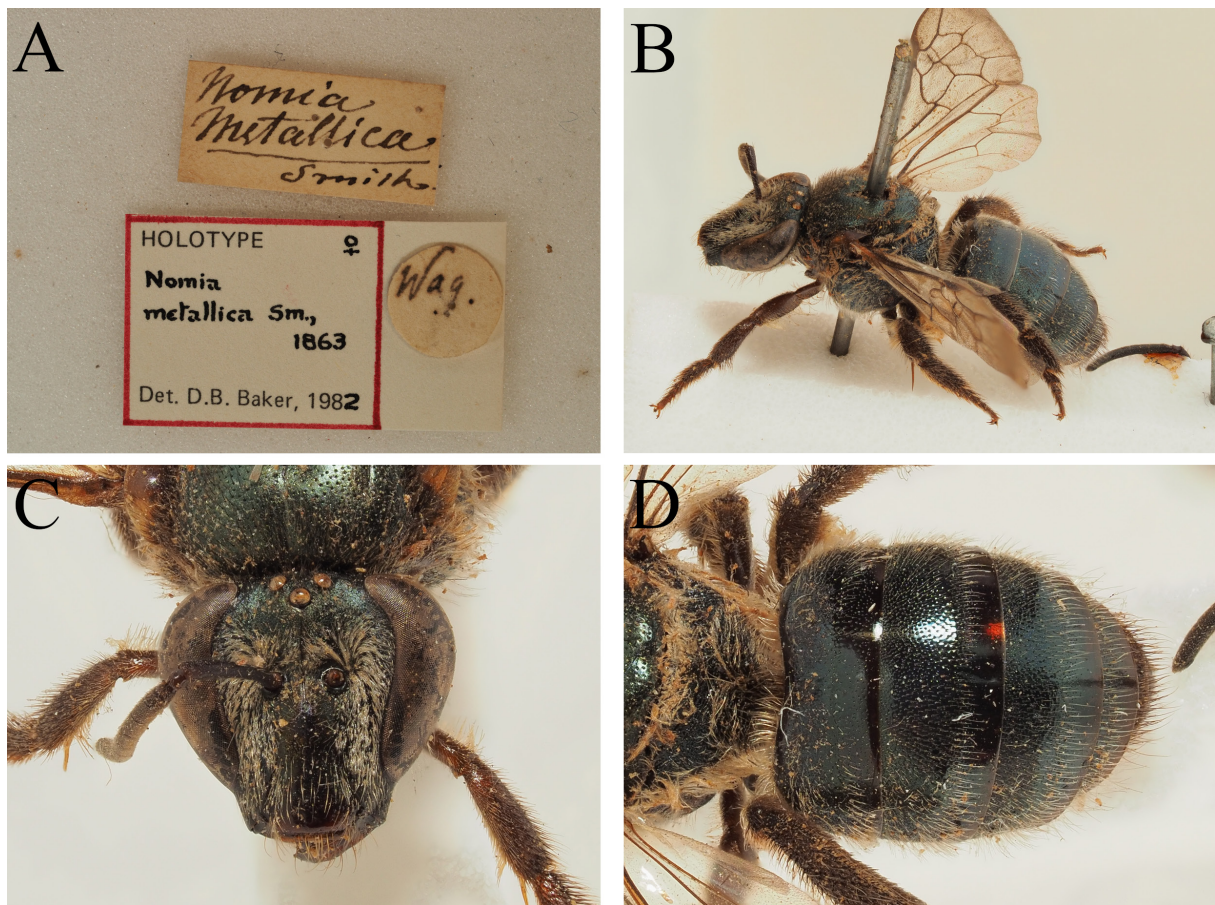 A
Nomia
Metallica
Smith.
HOLOTYPE ♀
Nomia
metallica Sm.,
1863
Det. D.B. Baker, 1982
Wag.
B
C
D